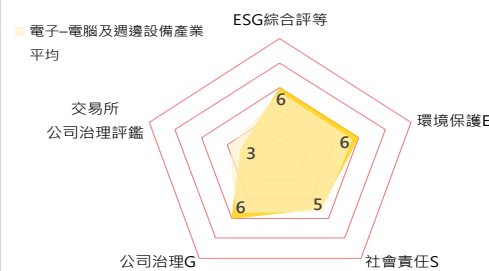 ESG綜合評等
電子–電腦及週邊設備產業
平均
交易所
公司治理評鑑
環境保護E
6
6
3
6
5
公司治理G
社會責任S